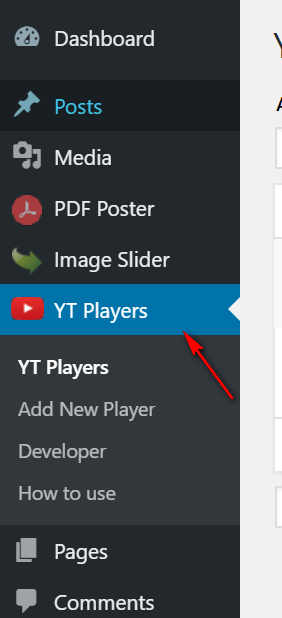 Dashboard
Posts
Media
PDF Poster
Image Slider
YT Players
YT Players
Add New Player
Developer
How to use
Pages
Comments